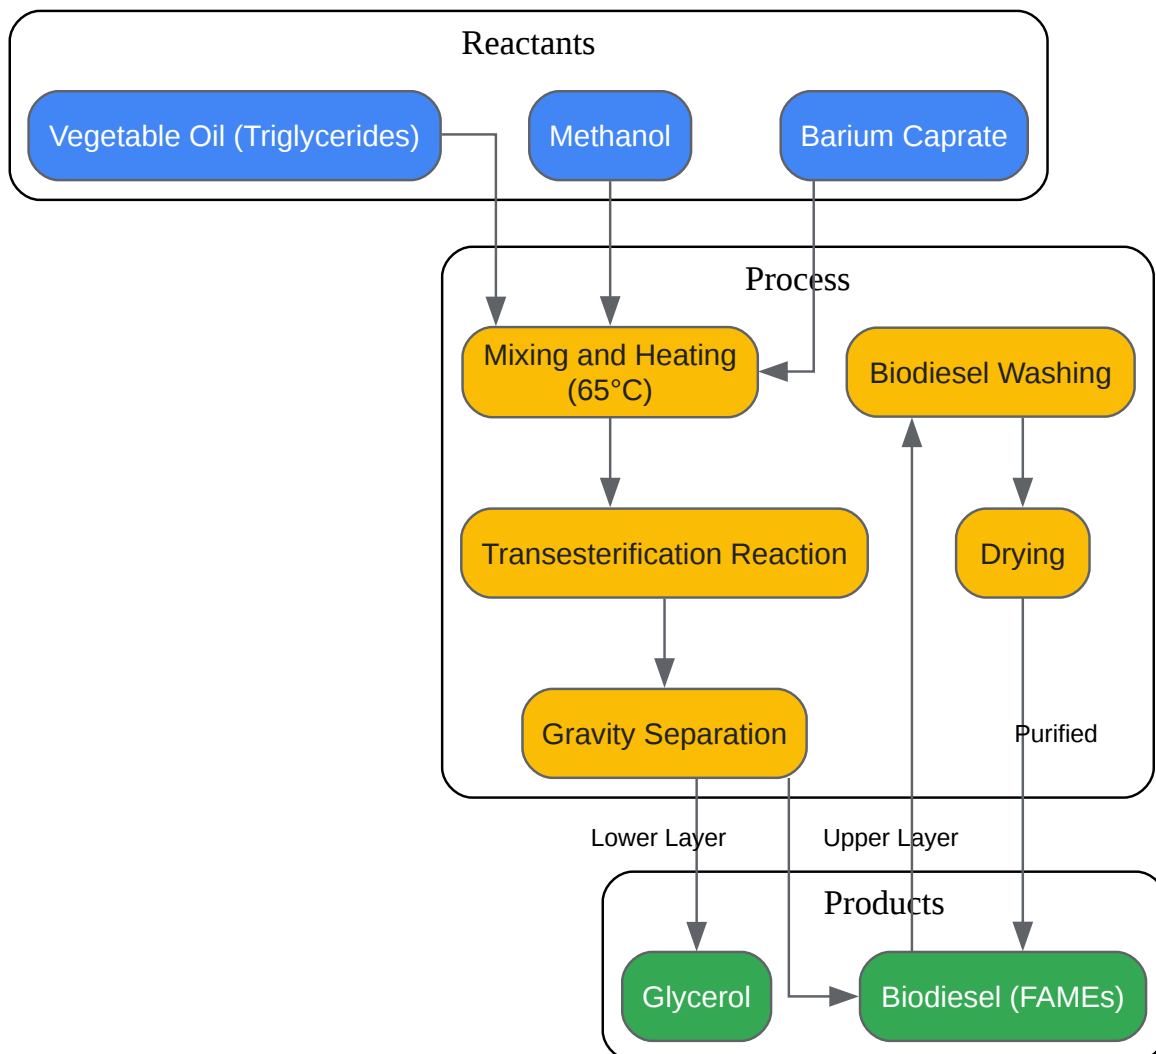 Reactants
Vegetable Oil (Triglycerides)
Methanol
Barium Caprate
Process
Mixing and Heating
(65°C)
Biodiesel Washing
Transesterification Reaction
Drying
Gravity Separation
Purified
Lower Layer
Upper Layer
Products
Glycerol
Biodiesel (FAMEs)